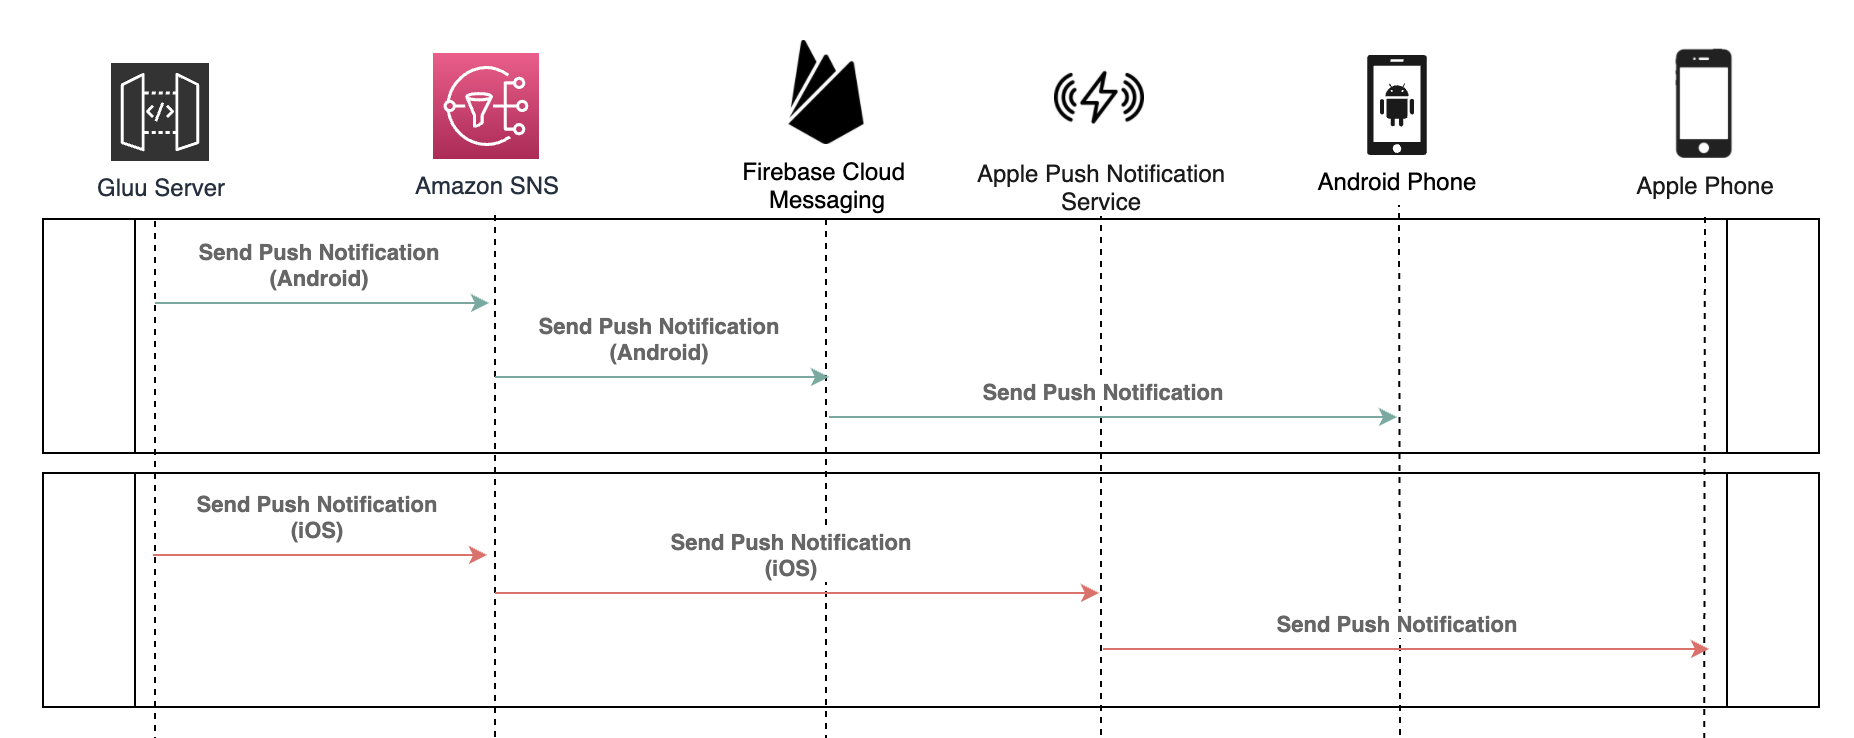 </>
Gluu Server
Amazon SNS
Firebase Cloud
Messaging
Apple Push Notification
Service
Android Phone
Apple Phone
Send Push Notification
(Android)
Send Push Notification
(Android)
Send Push Notification
Send Push Notification
(iOS)
Send Push Notification
(iOS)
Send Push Notification